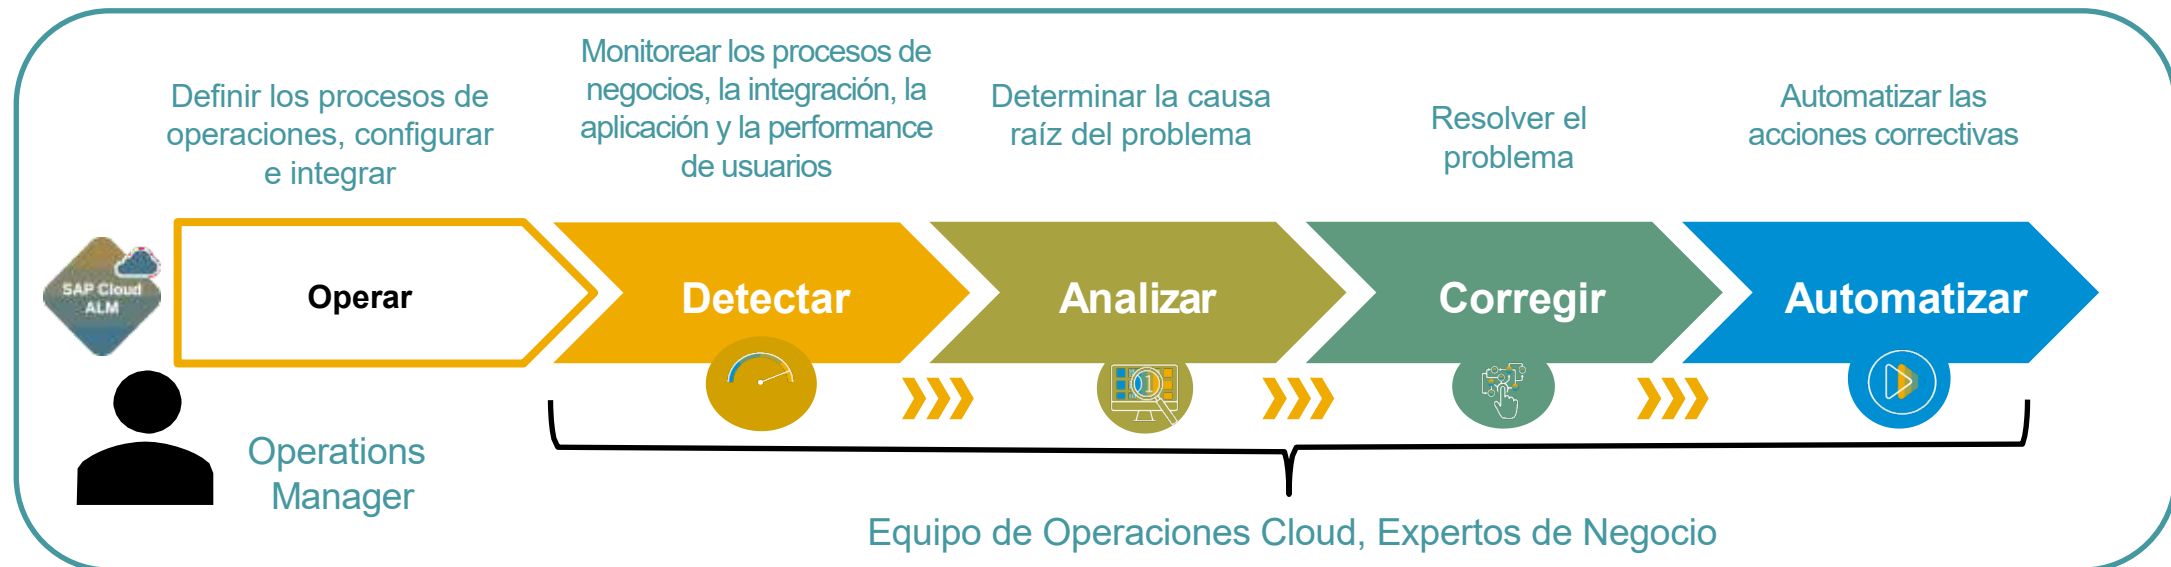 Definir los procesos de
operaciones, configurar
e integrar
Monitorear los procesos de
negocios, la integración, la
aplicación y la performance
de usuarios
Determinar la causa
raíz del problema
Resolver el
problema
Automatizar las
acciones correctivas
SAP Cloud
ALM
Operar
Detectar
Analizar
Corregir
Automatizar
1
Operations
Manager
Equipo de Operaciones Cloud, Expertos de Negocio